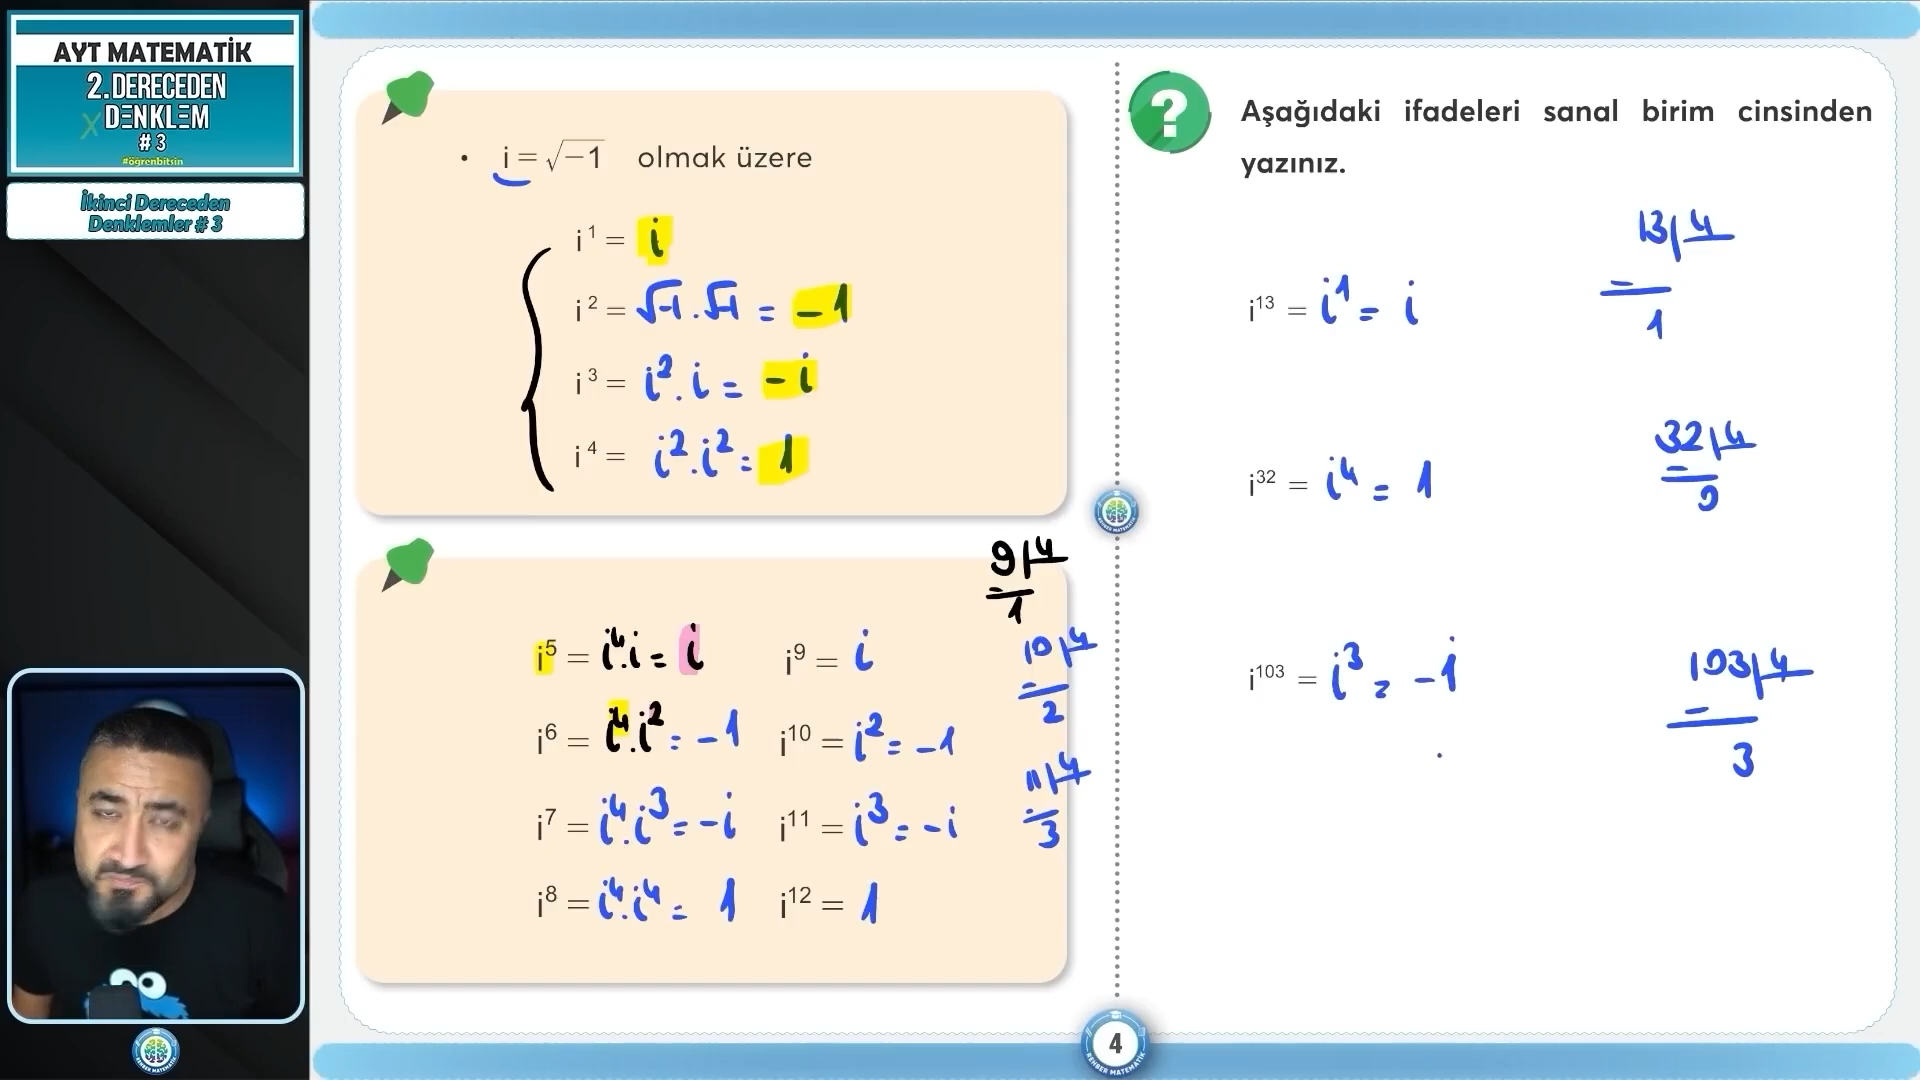 AYT MATEMATİK
2. DERECEDEN
DENKLEM
# 3
#öğrenbitsin
İkinci Dereceden
Denklemler # 3
• i = √−1 olmak üzere
i¹ = i
i² = √-1 . √-1 = -1
i³ = i² . i = -i
i⁴ = i² . i² = 1
9 | 4
1
i⁵ = i⁴.i = i
i⁶ = i⁴.i² = -1
i⁷ = i⁴.i³ = -i
i⁸ = i⁴.i⁴ = 1
i⁹ = i
i¹⁰ = i² = -1
i¹¹ = i³ = -i
i¹² = 1
10 | 4
2
11 | 4
3
?
Aşağıdaki ifadeleri sanal birim cinsinden
yazınız.
i¹³ = i¹ = i
13 | 4
1
i³² = i⁴ = 1
32 | 4
0
i¹⁰³ = i³ = -i
103 | 4
3
4
REHBER MATEMATİK